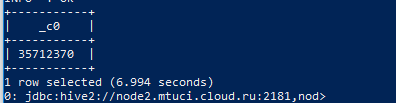 +-----------+
|    _c0    |
+-----------+
| 35712370  |
+-----------+
1 row selected (6.994 seconds)
0: jdbc:hive2://node2.mtuci.cloud.ru:2181,nod>